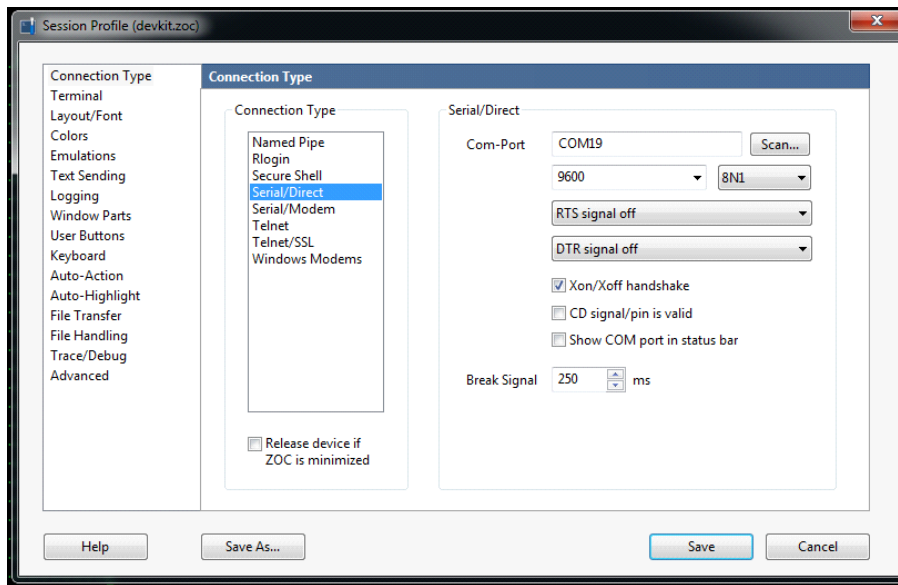 Session Profile (devkit.zoc)
Connection Type
Terminal
Layout/Font
Colors
Emulations
Text Sending
Logging
Window Parts
User Buttons
Keyboard
Auto-Action
Auto-Highlight
File Transfer
File Handling
Trace/Debug
Advanced
Connection Type
Connection Type
Named Pipe
Rlogin
Secure Shell
Serial/Direct
Serial/Modem
Telnet
Telnet/SSL
Windows Modems
Release device if
ZOC is minimized
Serial/Direct
Com-Port COM19 Scan...
9600 8N1
RTS signal off
DTR signal off
Xon/Xoff handshake
CD signal/pin is valid
Show COM port in status bar
Break Signal 250 ms
Help Save As... Save Cancel